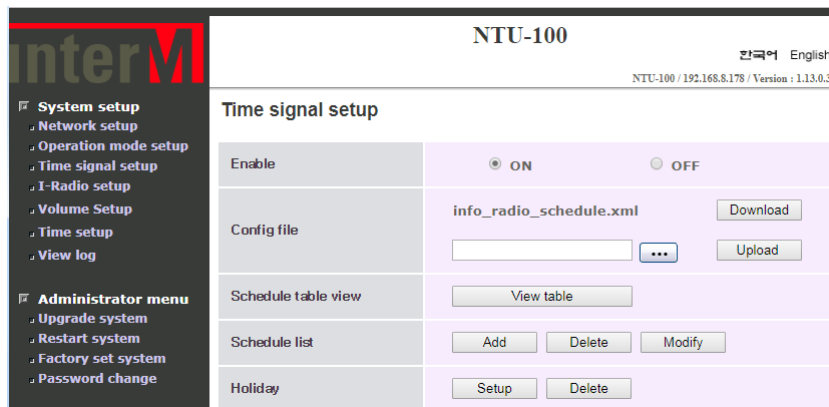 interM
NTU-100
한국어 English
NTU-100 / 192.168.8.178 / Version : 1.13.0.3
System setup
Network setup
Operation mode setup
Time signal setup
I-Radio setup
Volume Setup
Time setup
View log
Administrator menu
Upgrade system
Restart system
Factory set system
Password change
Time signal setup
Enable ON OFF
Config file info_radio_schedule.xml Download
... Upload
Schedule table view View table
Schedule list Add Delete Modify
Holiday Setup Delete